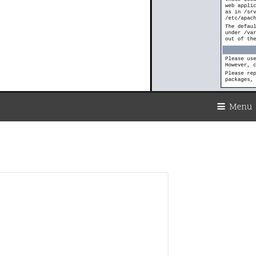 web applic
as in /srv
/etc/apach
The defaul
under /var
out of the
Please use
However, c
Please rep
packages,
Menu